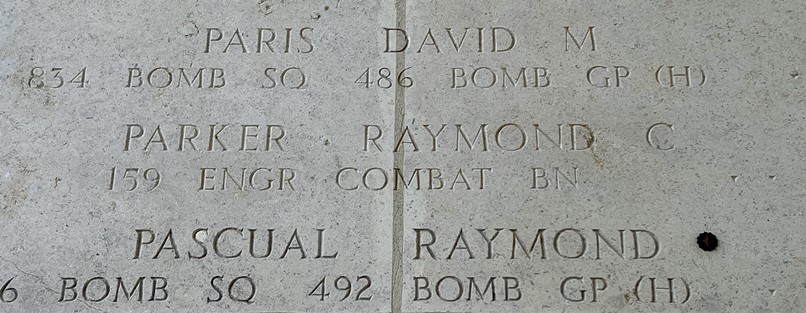 PARIS DAVID M
834 BOMB SQ 486 BOMB GP (H)
PARKER RAYMOND C
159 ENGR COMBAT BN
PASCUAL RAYMOND
6 BOMB SQ 492 BOMB GP (H)